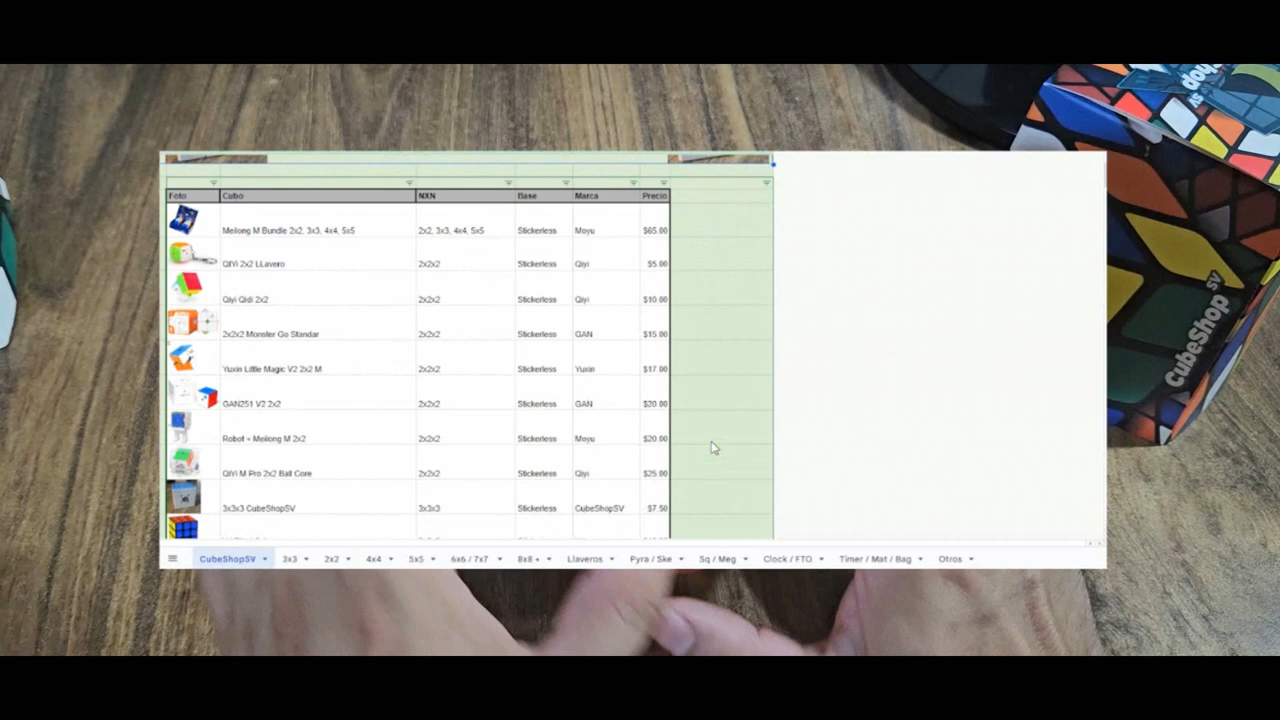 Shop
SV
Foto Cubo NXN Base Marca Precio
Meilong M Bundle 2x2, 3x3, 4x4, 5x5 2x2, 3x3, 4x4, 5x5 Stickerless Moyu $65.00
QIYi 2x2 LLavero 2x2x2 Stickerless Qiyi $5.00
Qiyi Qidi 2x2 2x2x2 Stickerless Qiyi $10.00
2x2x2 Monster Go Standar 2x2x2 Stickerless GAN $15.00
Yuxin Little Magic V2 2x2 M 2x2x2 Stickerless Yuxin $17.00
GAN251 V2 2x2 2x2x2 Stickerless GAN $20.00
Robot + Meilong M 2x2 2x2x2 Stickerless Moyu $20.00
QIYi M Pro 2x2 Ball Core 2x2x2 Stickerless Qiyi $25.00
3x3x3 CubeShopSV 3x3x3 Stickerless CubeShopSV $7.50
CubeShopSV 3x3 2x2 4x4 5x5 6x6 / 7x7 8x8 + Llaveros Pyra / Ske Sq / Meg Clock / FTO Timer / Mat / Bag Otros
CubeShop SV